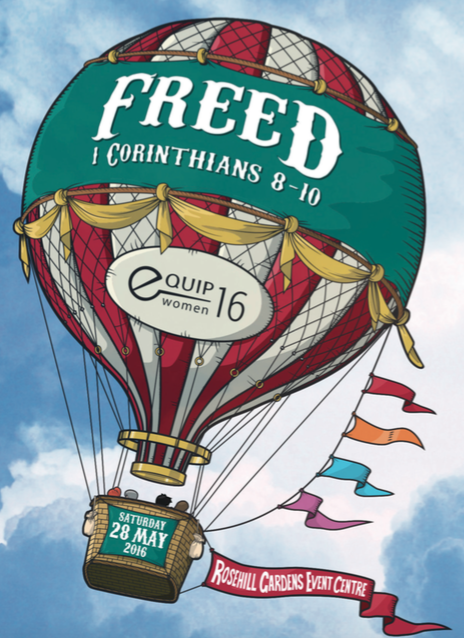 FREED
1 CORINTHIANS 8-10
eQUIP
women 16
SATURDAY
28 MAY
2016
ROSEHILL GARDENS EVENT CENTRE